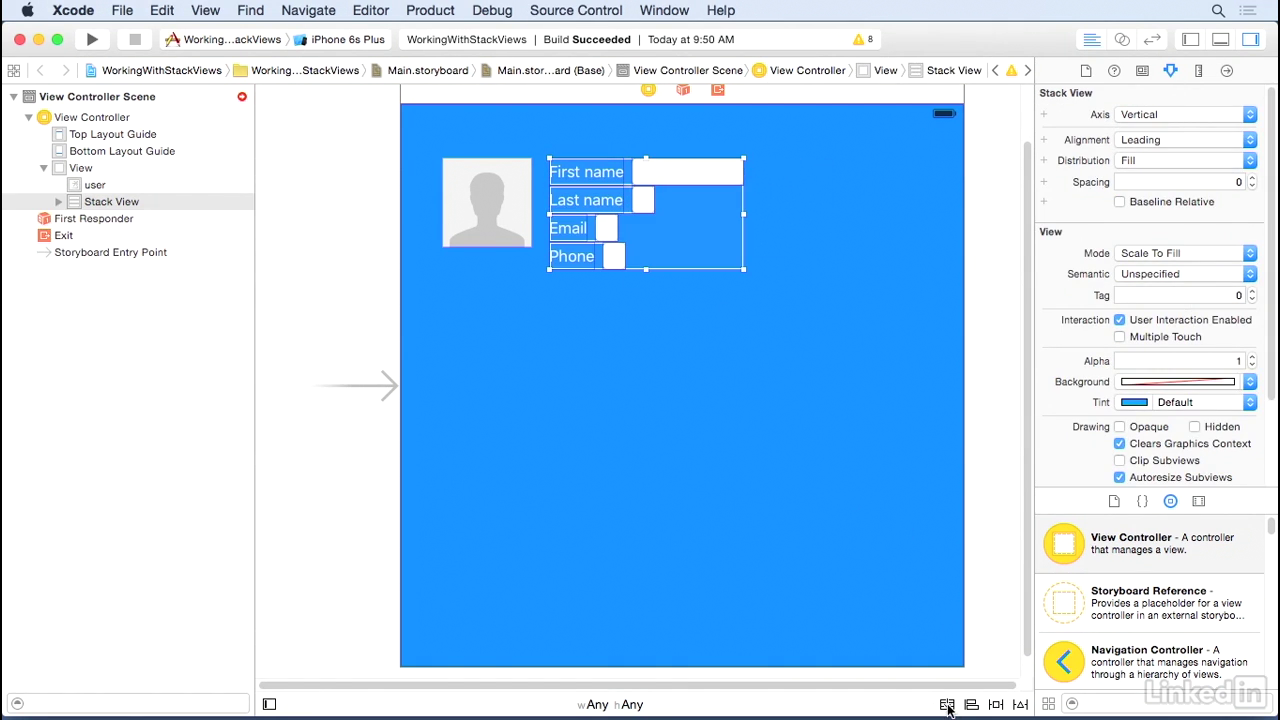 Xcode File Edit View Find Navigate Editor Product Debug Source Control Window Help
Working...ackViews iPhone 6s Plus WorkingWithStackViews Build Succeeded Today at 9:50 AM 8
WorkingWithStackViews Working...StackViews Main.storyboard Main.stor...ard (Base) View Controller Scene View Controller View Stack View
View Controller Scene
View Controller
Top Layout Guide
Bottom Layout Guide
View
user
Stack View
First Responder
Exit
Storyboard Entry Point
First name
Last name
Email
Phone
wAny hAny
Stack View
Axis Vertical
Alignment Leading
Distribution Fill
Spacing 0
Baseline Relative
View
Mode Scale To Fill
Semantic Unspecified
Tag 0
Interaction User Interaction Enabled
Multiple Touch
Alpha 1
Background
Tint Default
Drawing Opaque Hidden
Clears Graphics Context
Clip Subviews
Autoresize Subviews
View Controller - A controller
that manages a view.
Storyboard Reference -
Provides a placeholder for a view
controller in an external storybo...
Navigation Controller - A
controller that manages navigation
through a hierarchy of views.
LinkedIn